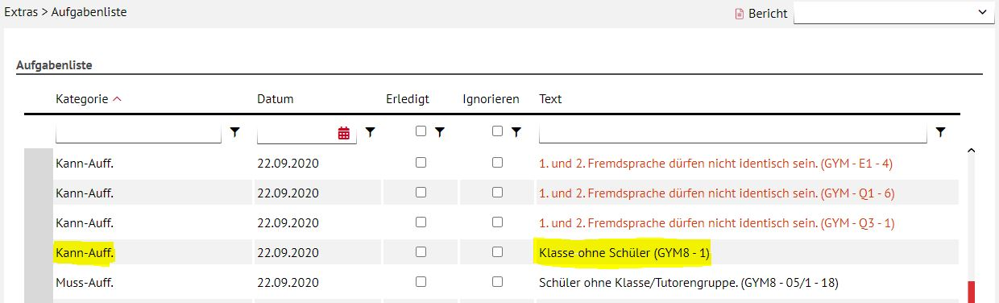 Extras > Aufgabenliste
Bericht
Aufgabenliste
Kategorie Datum Erledigt Ignorieren Text
Kann-Auff. 22.09.2020 1. und 2. Fremdsprache dürfen nicht identisch sein. (GYM - E1 - 4)
Kann-Auff. 22.09.2020 1. und 2. Fremdsprache dürfen nicht identisch sein. (GYM - Q1 - 6)
Kann-Auff. 22.09.2020 1. und 2. Fremdsprache dürfen nicht identisch sein. (GYM - Q3 - 1)
Kann-Auff. 22.09.2020 Klasse ohne Schüler (GYM8 - 1)
Muss-Auff. 22.09.2020 Schüler ohne Klasse/Tutorengruppe. (GYM8 - 05/1 - 18)